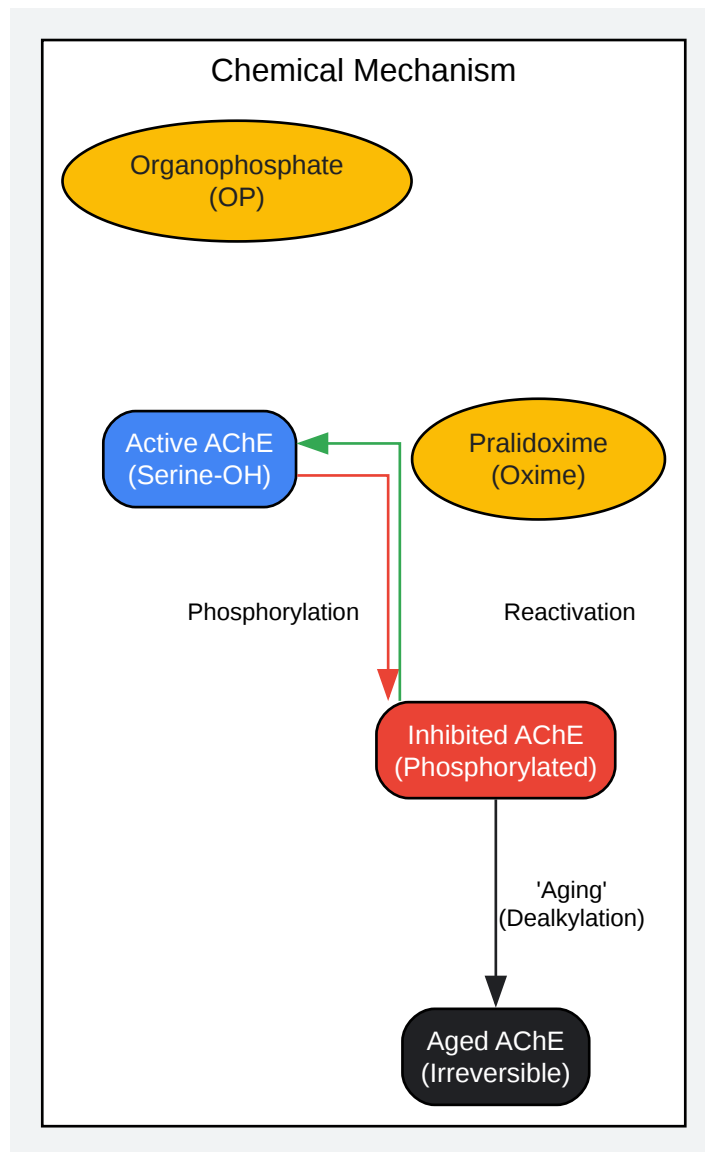 Chemical Mechanism
Organophosphate
(OP)
Active AChE
(Serine-OH)
Pralidoxime
(Oxime)
Phosphorylation
Reactivation
Inhibited AChE
(Phosphorylated)
'Aging'
(Dealkylation)
Aged AChE
(Irreversible)